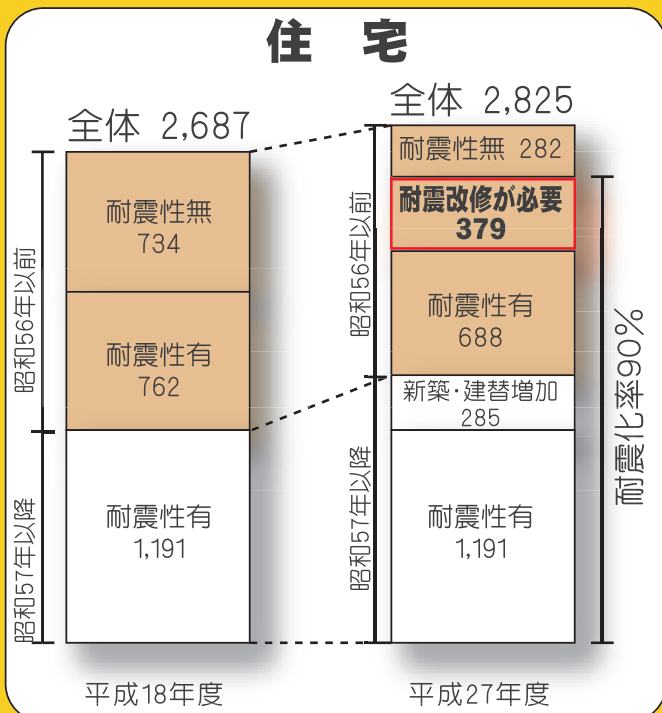 住 宅
全体 2,687
耐震性無
734
耐震性有
762
耐震性有
1,191
昭和56年以前
昭和57年以降
平成18年度
全体 2,825
耐震性無 282
耐震改修が必要
379
耐震性有
688
新築・建替増加
285
耐震性有
1,191
昭和56年以前
昭和57年以降
耐震化率90%
平成27年度